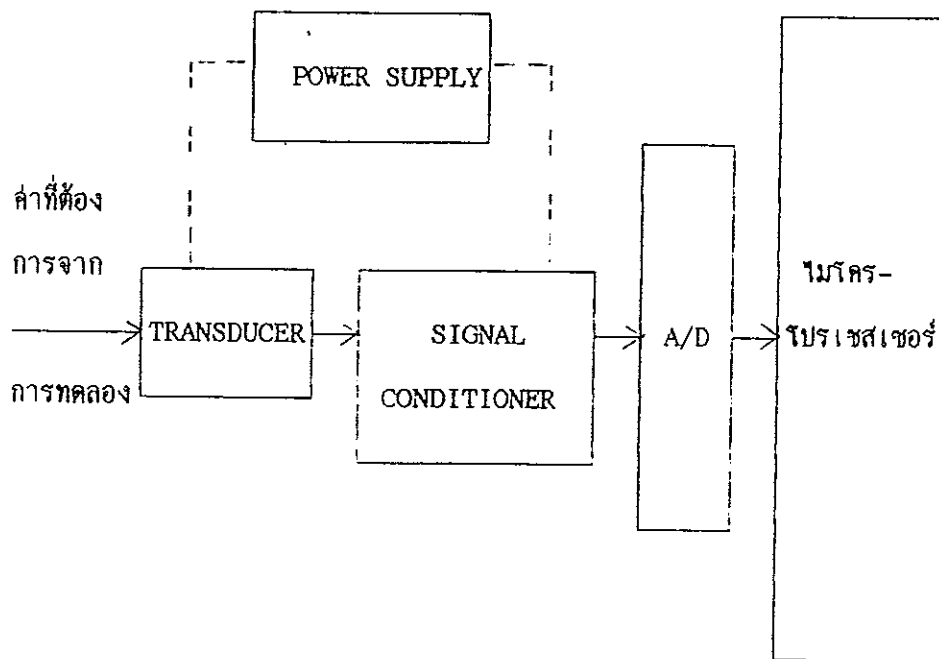 POWER SUPPLY
ค่าที่ต้อง
การจาก
การทดลอง
TRANSDUCER
SIGNAL
CONDITIONER
A/D
ไมโคร-
โปรเซสเซอร์